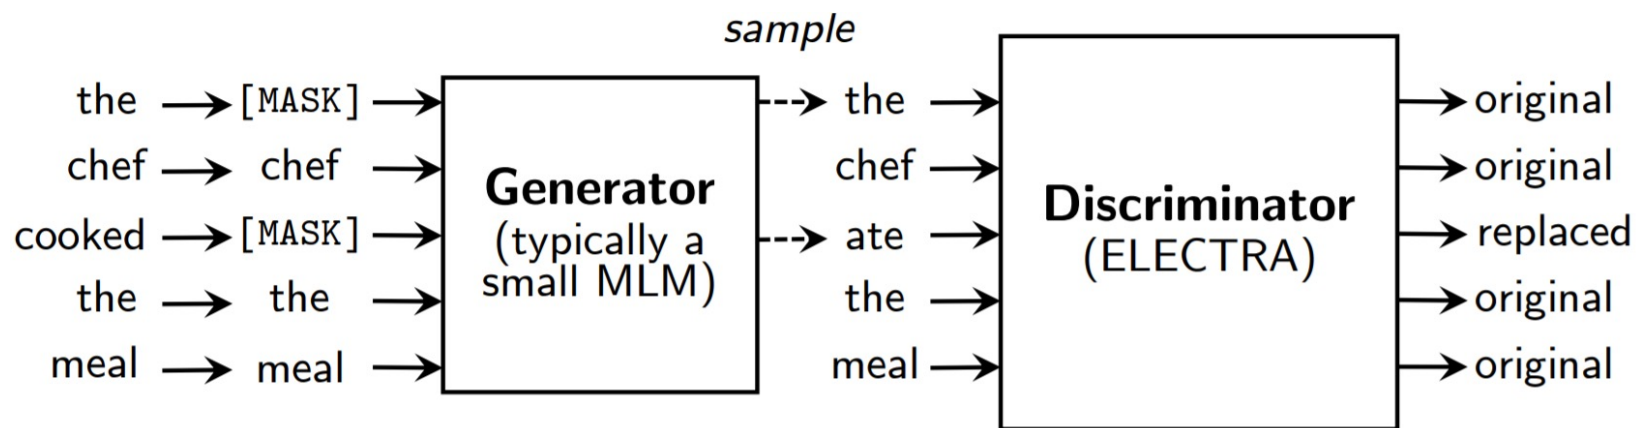 sample
the [MASK] the original
chef chef chef original
Generator
Discriminator
cooked [MASK] (typically a ate (ELECTRA) replaced
small MLM)
the the the original
meal meal meal original